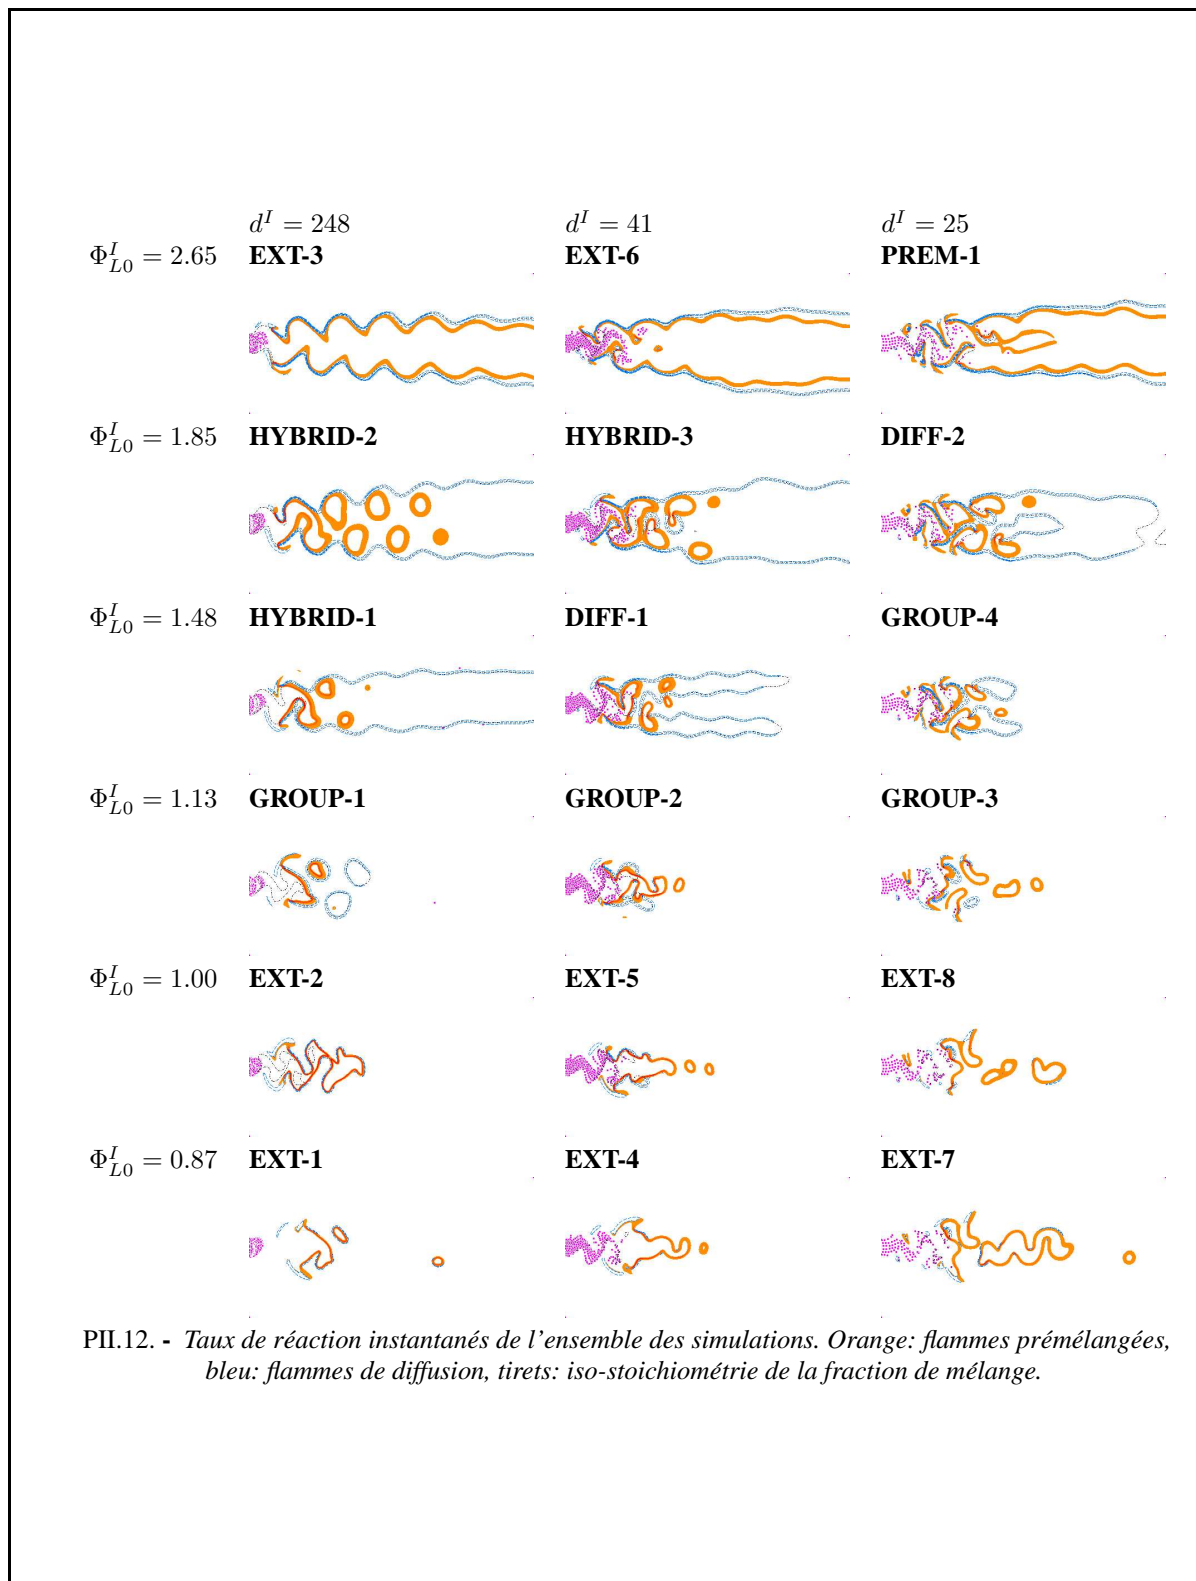 d^I = 248 d^I = 41 d^I = 25
Φ^I_{L0} = 2.65 EXT-3 EXT-6 PREM-1
Φ^I_{L0} = 1.85 HYBRID-2 HYBRID-3 DIFF-2
Φ^I_{L0} = 1.48 HYBRID-1 DIFF-1 GROUP-4
Φ^I_{L0} = 1.13 GROUP-1 GROUP-2 GROUP-3
Φ^I_{L0} = 1.00 EXT-2 EXT-5 EXT-8
Φ^I_{L0} = 0.87 EXT-1 EXT-4 EXT-7
PII.12. - Taux de réaction instantanés de l'ensemble des simulations. Orange: flammes prémélangées,
bleu: flammes de diffusion, tirets: iso-stoichiométrie de la fraction de mélange.